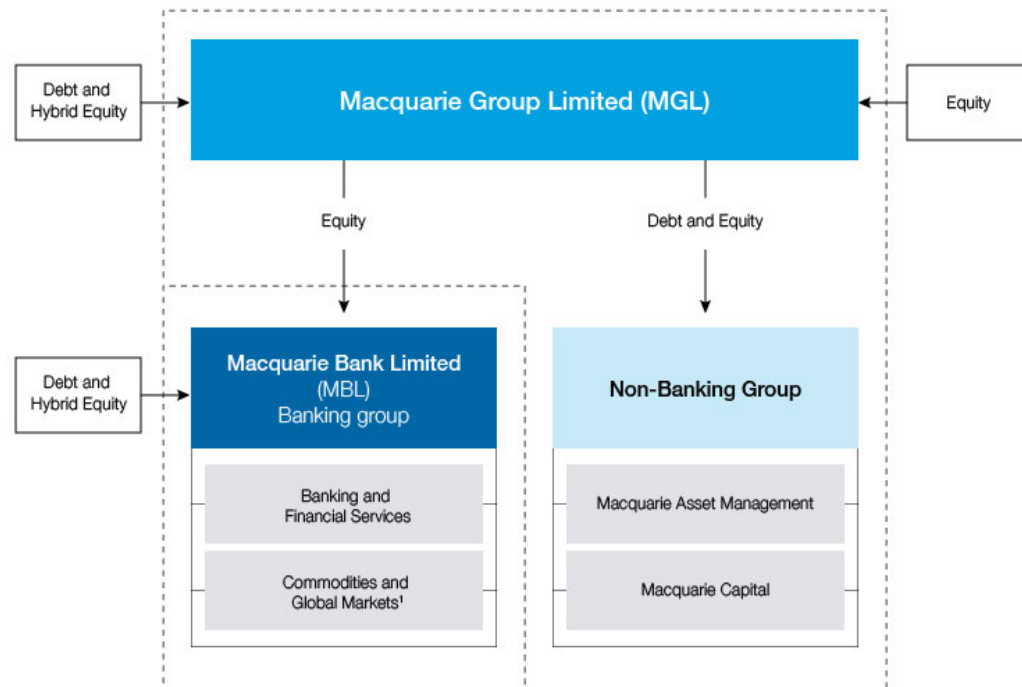 Macquarie Group Limited (MGL)
Debt and
Hybrid Equity
Equity
Equity
Debt and Equity
Debt and
Hybrid Equity
Macquarie Bank Limited
(MBL)
Banking group
Non-Banking Group
Banking and
Financial Services
Macquarie Asset Management
Commodities and
Global Markets¹
Macquarie Capital